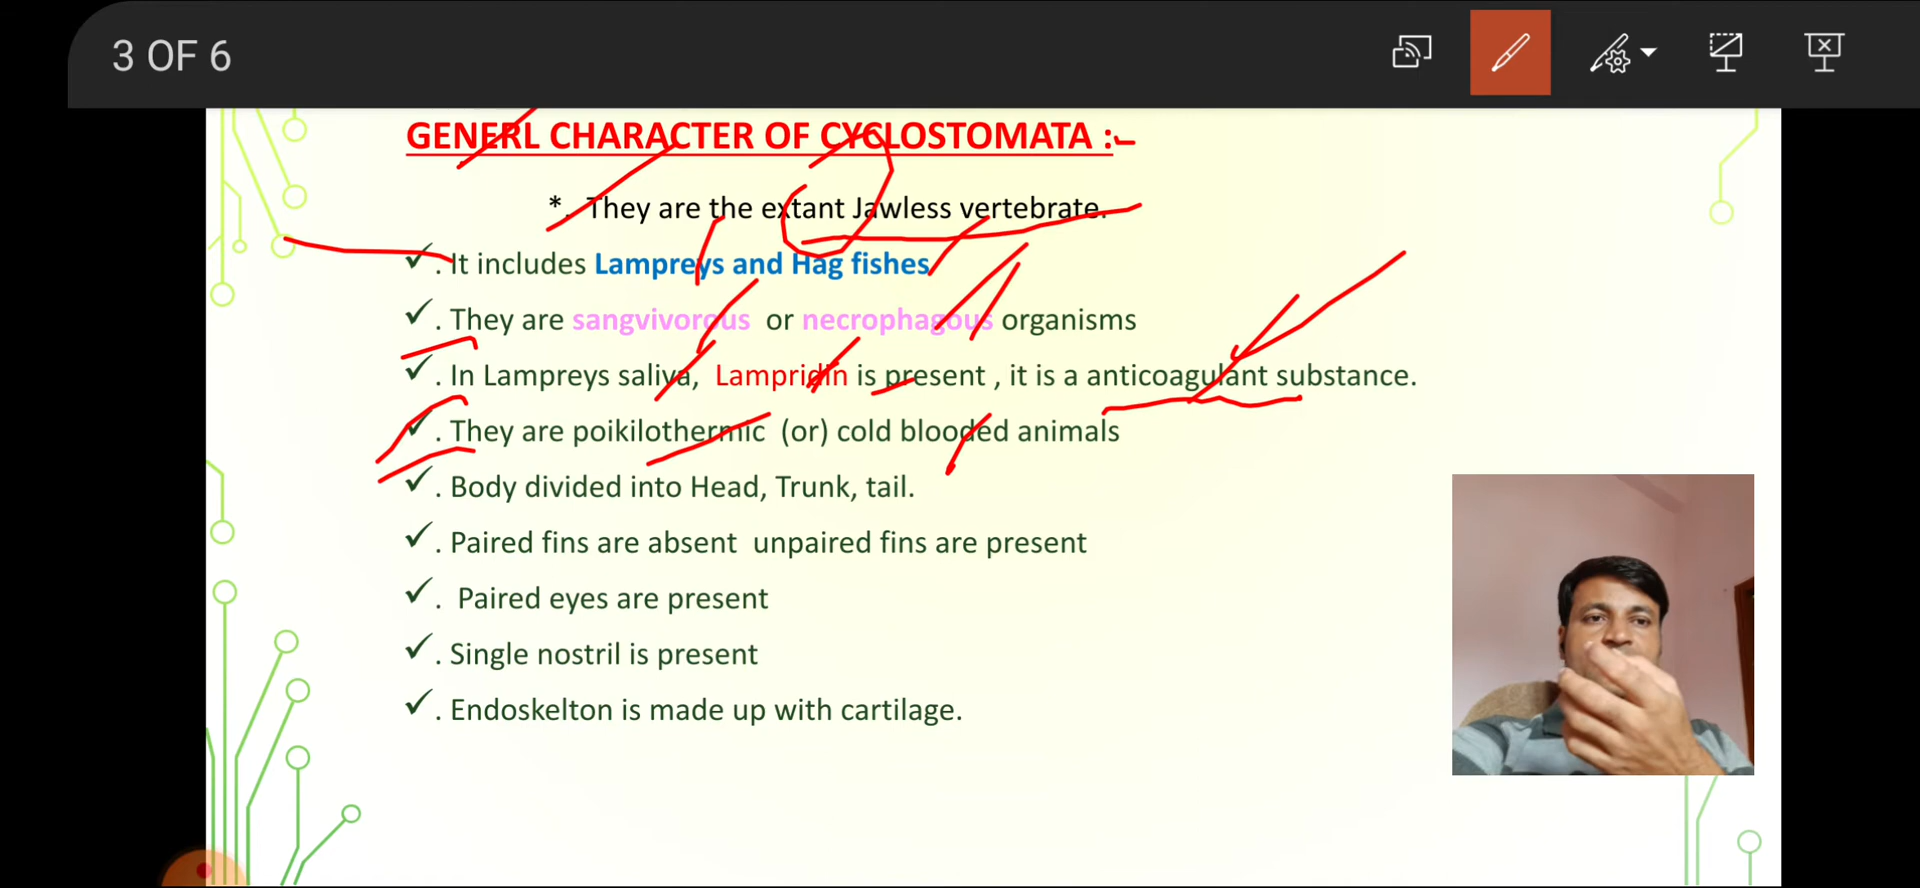 3 OF 6
GENERL CHARACTER OF CYCLOSTOMATA :-
*. They are the extant Jawless vertebrate.
✓. It includes Lampreys and Hag fishes
✓. They are sangvivorous or necrophagous organisms
✓. In Lampreys saliva, Lampridin is present , it is a anticoagulant substance.
✓. They are poikilothermic (or) cold blooded animals
✓. Body divided into Head, Trunk, tail.
✓. Paired fins are absent unpaired fins are present
✓. Paired eyes are present
✓. Single nostril is present
✓. Endoskelton is made up with cartilage.